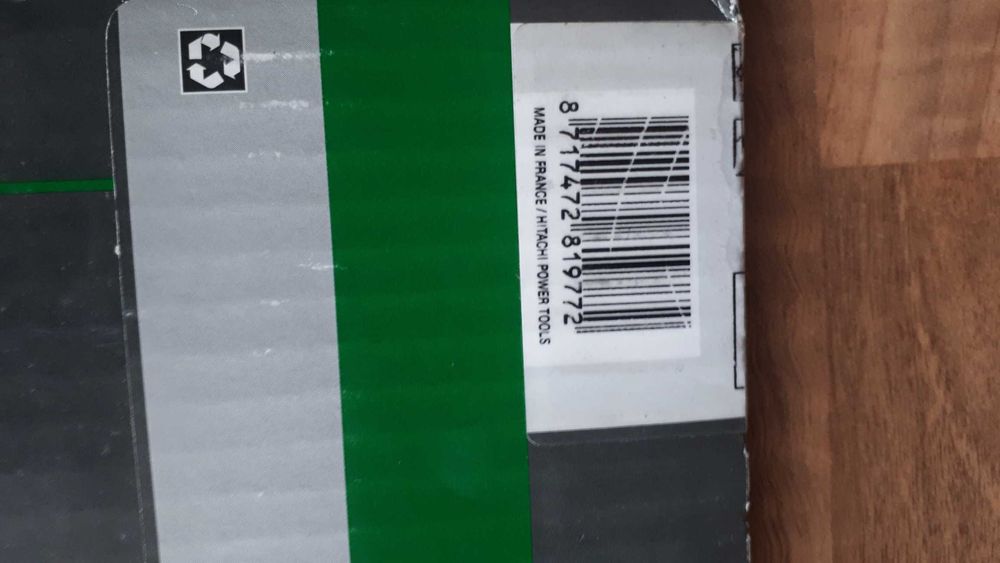 8 717472 819772
MADE IN FRANCE / HITACHI POWER TOOLS